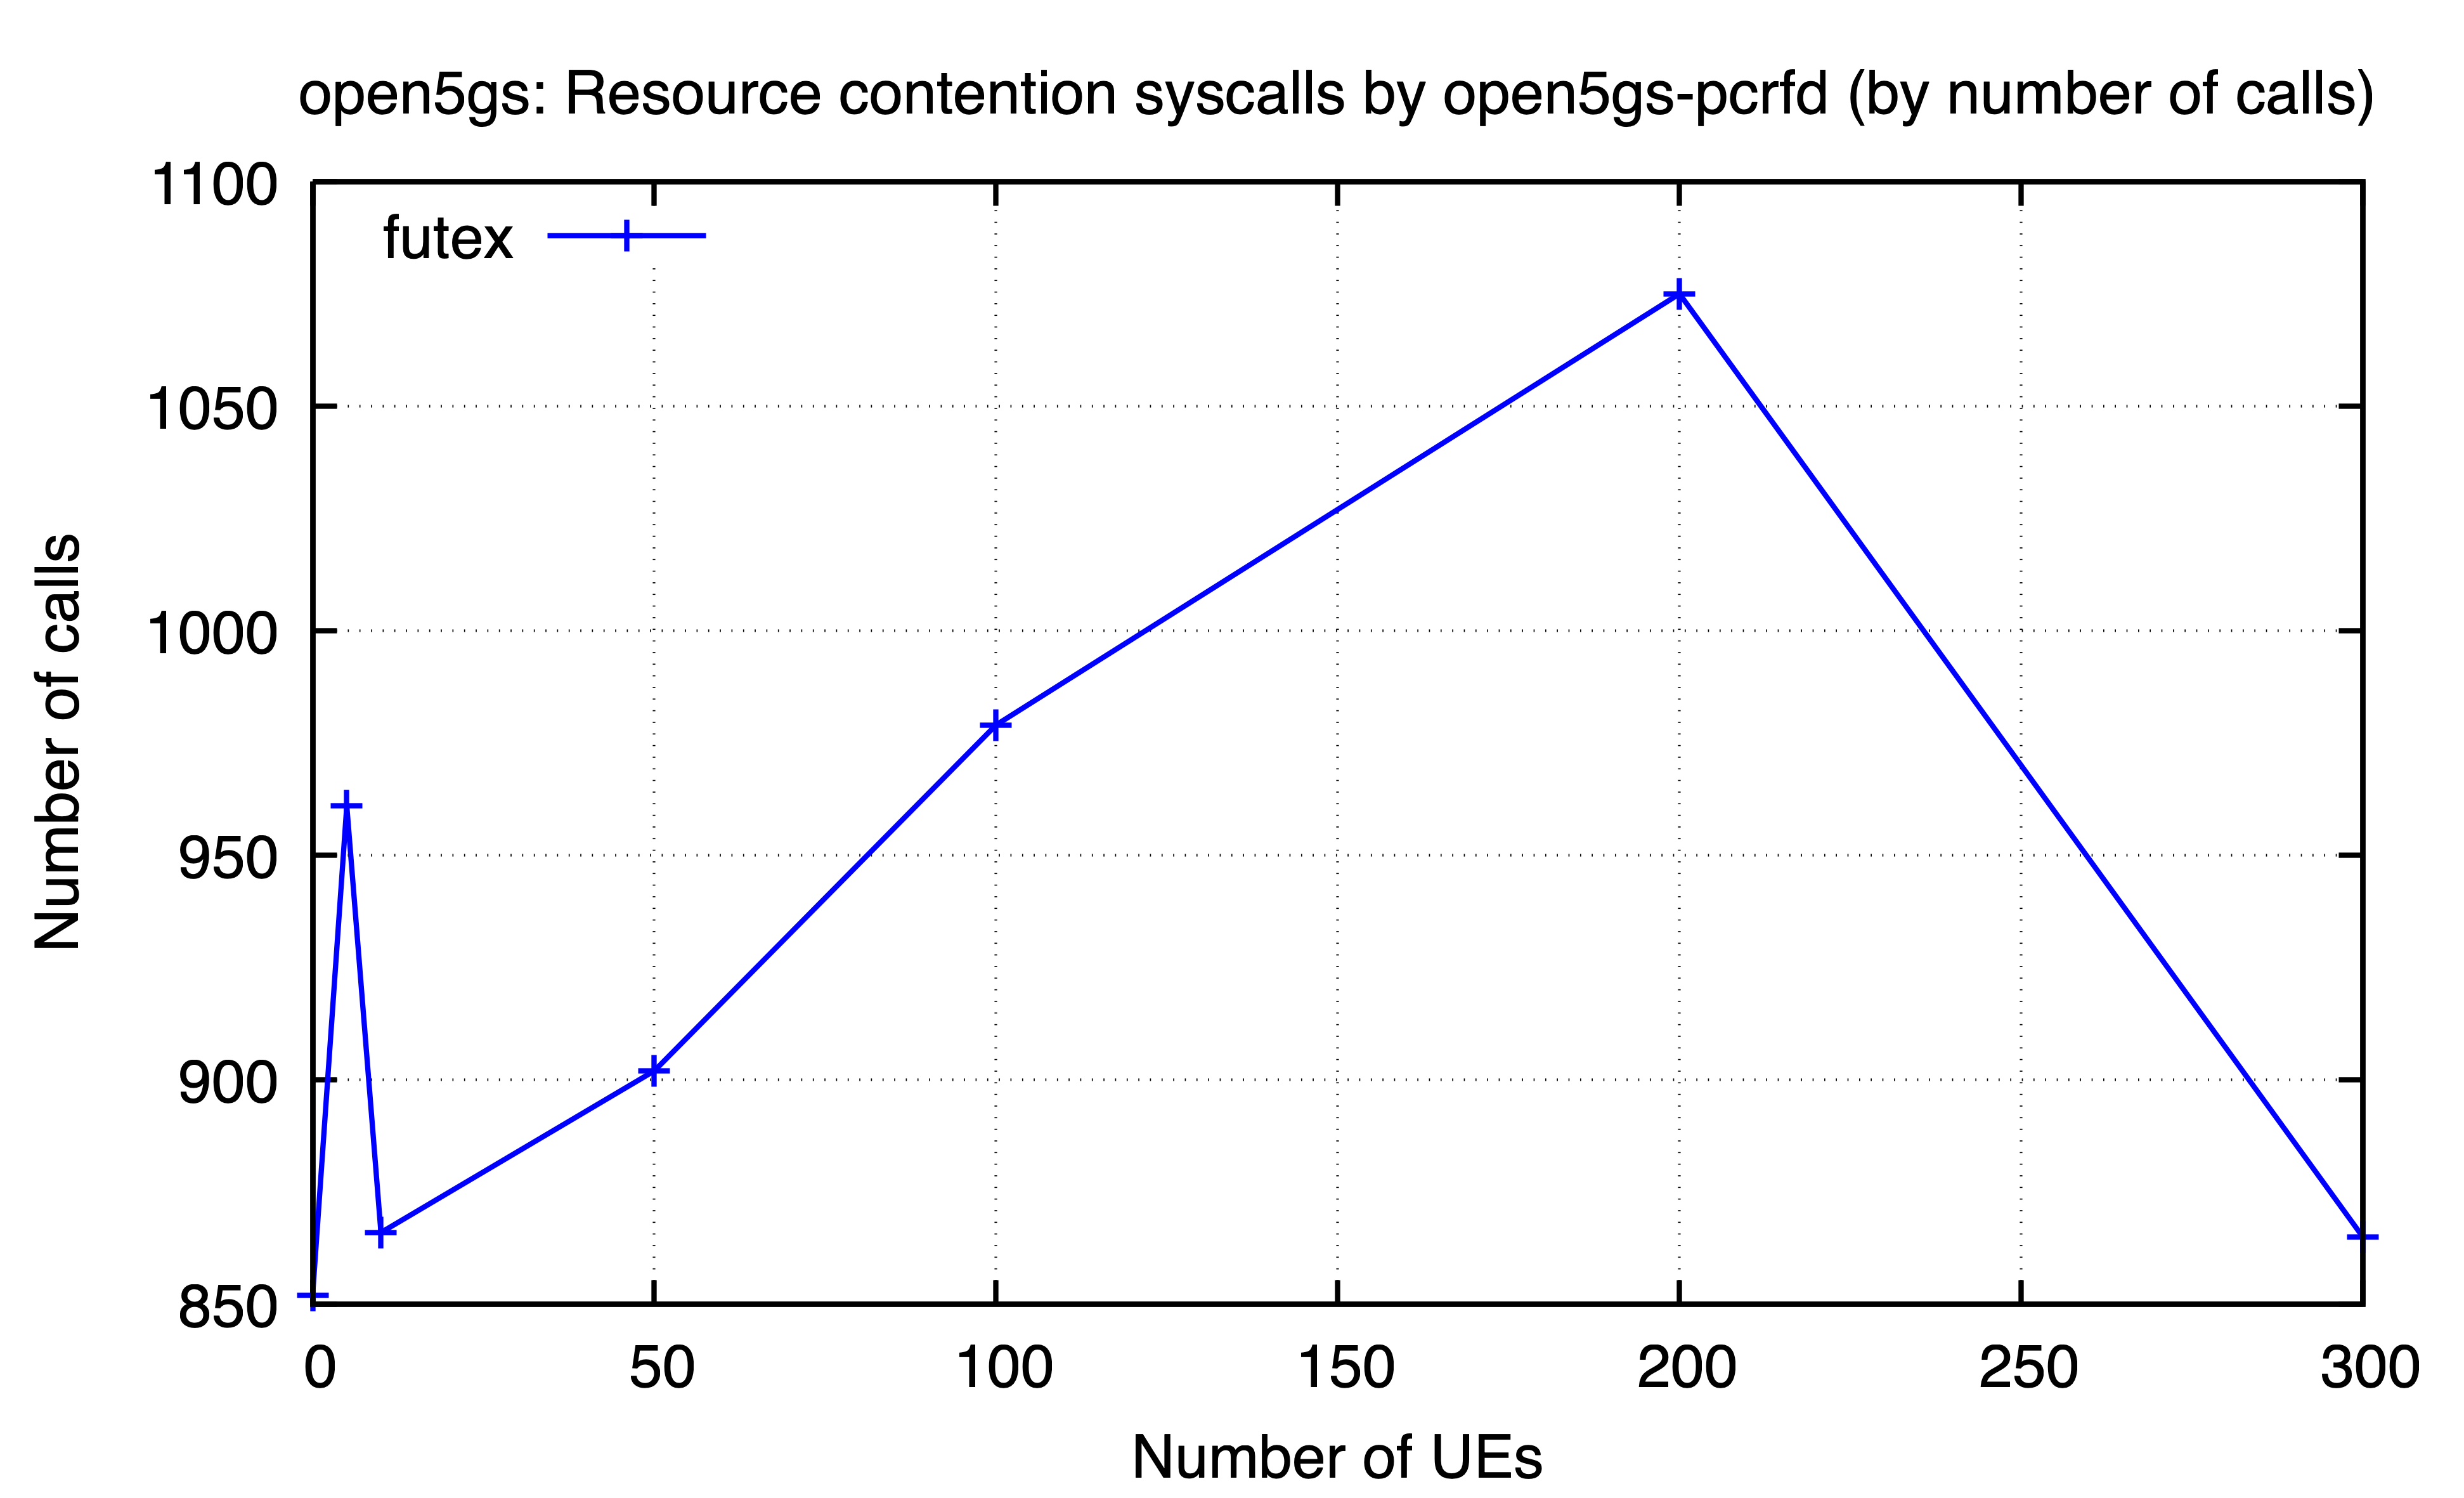 open5gs: Resource contention syscalls by open5gs-pcrfd (by number of calls)
1100
futex
1050
1000
950
900
850
Number of calls
0 50 100 150 200 250 300
Number of UEs